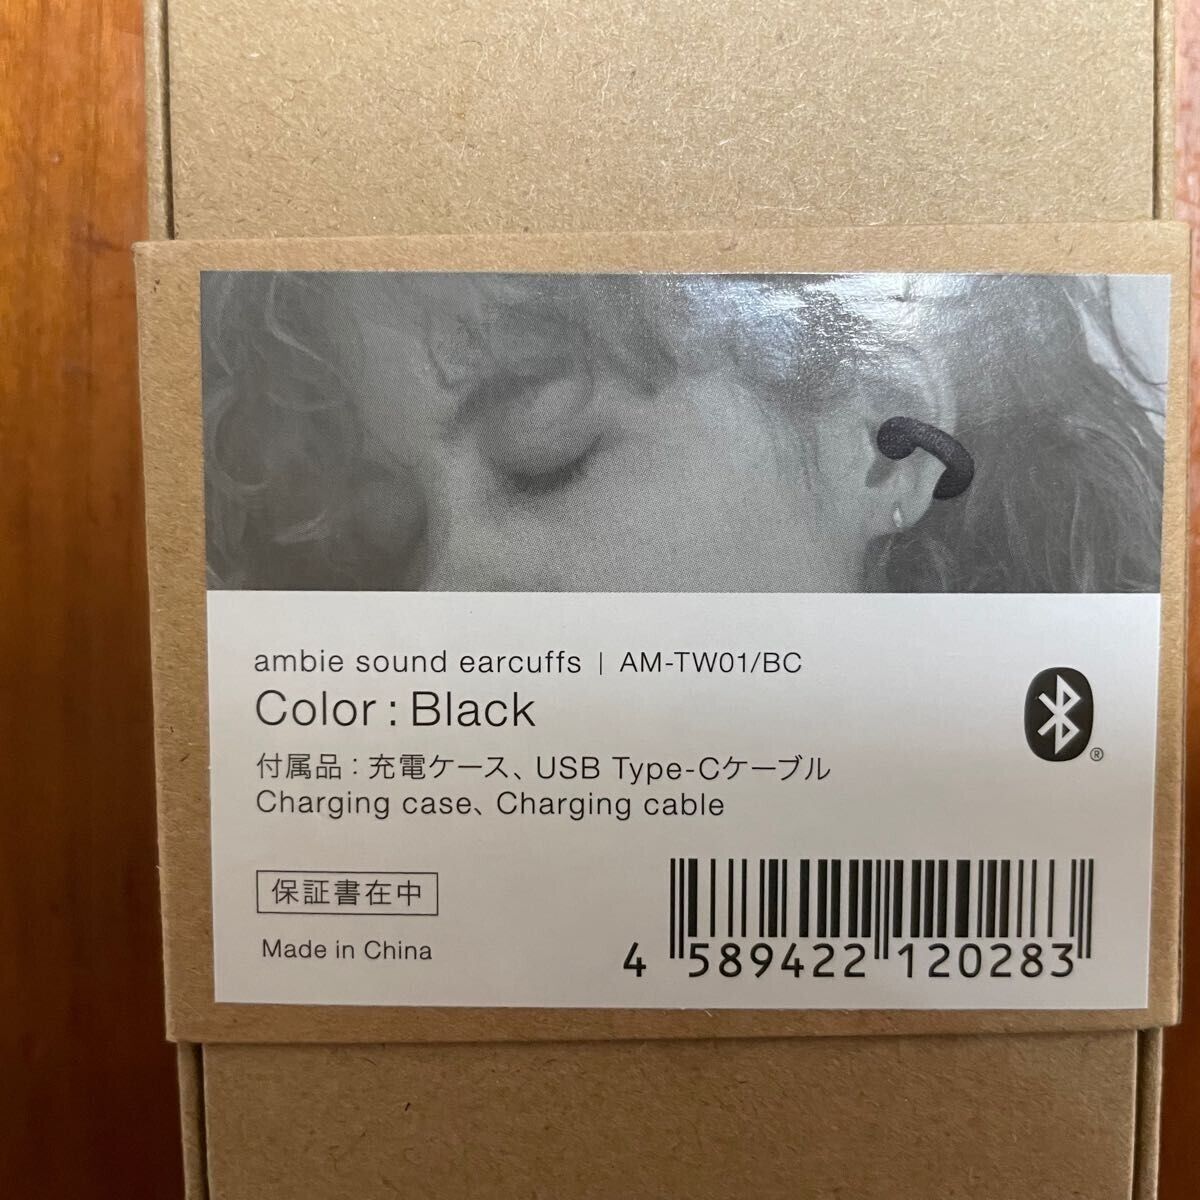 ambie sound earcuffs | AM-TW01/BC
Color : Black
付属品：充電ケース、USB Type-Cケーブル
Charging case、Charging cable
®
保証書在中
Made in China
4 589422 120283